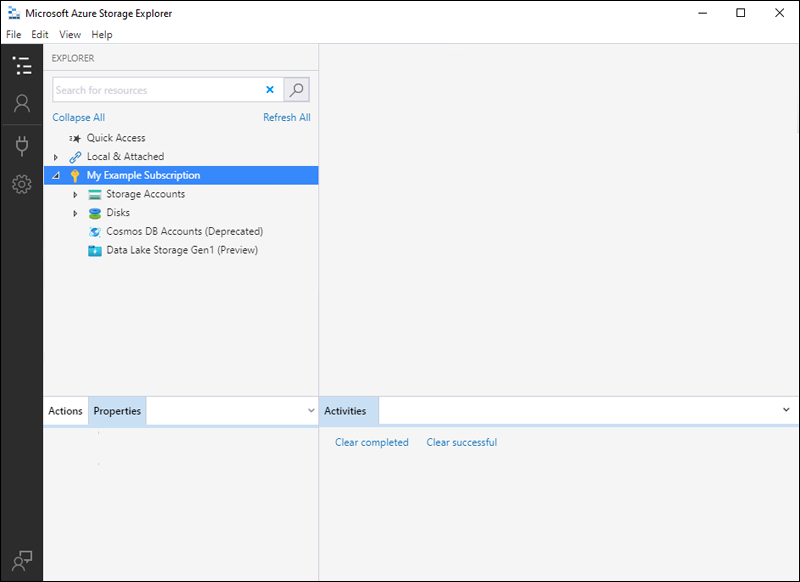 Microsoft Azure Storage Explorer
File Edit View Help
EXPLORER
Search for resources
Collapse All Refresh All
Quick Access
Local & Attached
My Example Subscription
Storage Accounts
Disks
Cosmos DB Accounts (Deprecated)
Data Lake Storage Gen1 (Preview)
Actions Properties Activities
Clear completed Clear successful